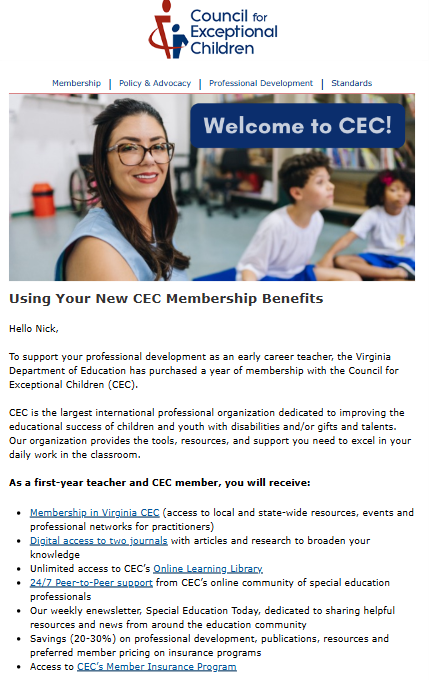 Council for
Exceptional
Children
Membership | Policy & Advocacy | Professional Development | Standards
Welcome to CEC!
Using Your New CEC Membership Benefits
Hello Nick,
To support your professional development as an early career teacher, the Virginia
Department of Education has purchased a year of membership with the Council for
Exceptional Children (CEC).
CEC is the largest international professional organization dedicated to improving the
educational success of children and youth with disabilities and/or gifts and talents.
Our organization provides the tools, resources, and support you need to excel in your
daily work in the classroom.
As a first-year teacher and CEC member, you will receive:
• Membership in Virginia CEC (access to local and state-wide resources, events and
professional networks for practitioners)
• Digital access to two journals with articles and research to broaden your
knowledge
• Unlimited access to CEC’s Online Learning Library
• 24/7 Peer-to-Peer support from CEC’s online community of special education
professionals
• Our weekly enewsletter, Special Education Today, dedicated to sharing helpful
resources and news from around the education community
• Savings (20-30%) on professional development, publications, resources and
preferred member pricing on insurance programs
• Access to CEC’s Member Insurance Program